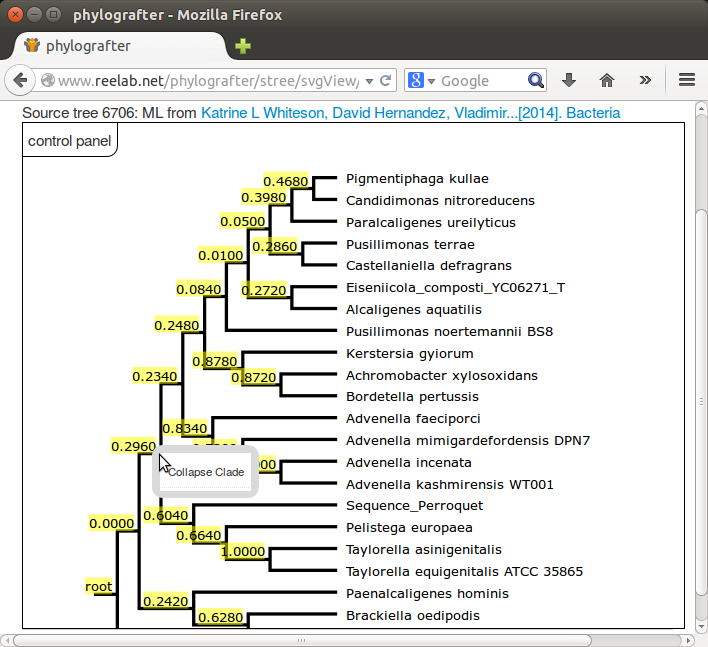 phylografter - Mozilla Firefox
phylografter
www.reelab.net/phylografter/stree/svgView/
Google
Source tree 6706: ML from Katrine L Whiteson, David Hernandez, Vladimir...[2014]. Bacteria
control panel
0.4680
Pigmentiphaga kullae
0.3980
Candidimonas nitroreducens
0.0500
Paralcaligenes ureilyticus
0.2860
Pusillimonas terrae
0.0100
Castellaniella defragrans
0.0840
0.2720
Eiseniicola_composti_YC06271_T
Alcaligenes aquatilis
0.2480
Pusillimonas noertemannii BS8
0.8780
Kerstersia gyiorum
0.2340
0.8720
Achromobacter xylosoxidans
Bordetella pertussis
0.8340
Advenella faeciporci
0.2960
Advenella mimigardefordensis DPN7
Collapse Clade
Advenella incenata
Advenella kashmirensis WT001
0.6040
Sequence_Perroquet
0.0000
0.6640
Pelistega europaea
1.0000
Taylorella asinigenitalis
Taylorella equigenitalis ATCC 35865
root
0.2420
Paenalcaligenes hominis
0.6280
Brackiella oedipodis